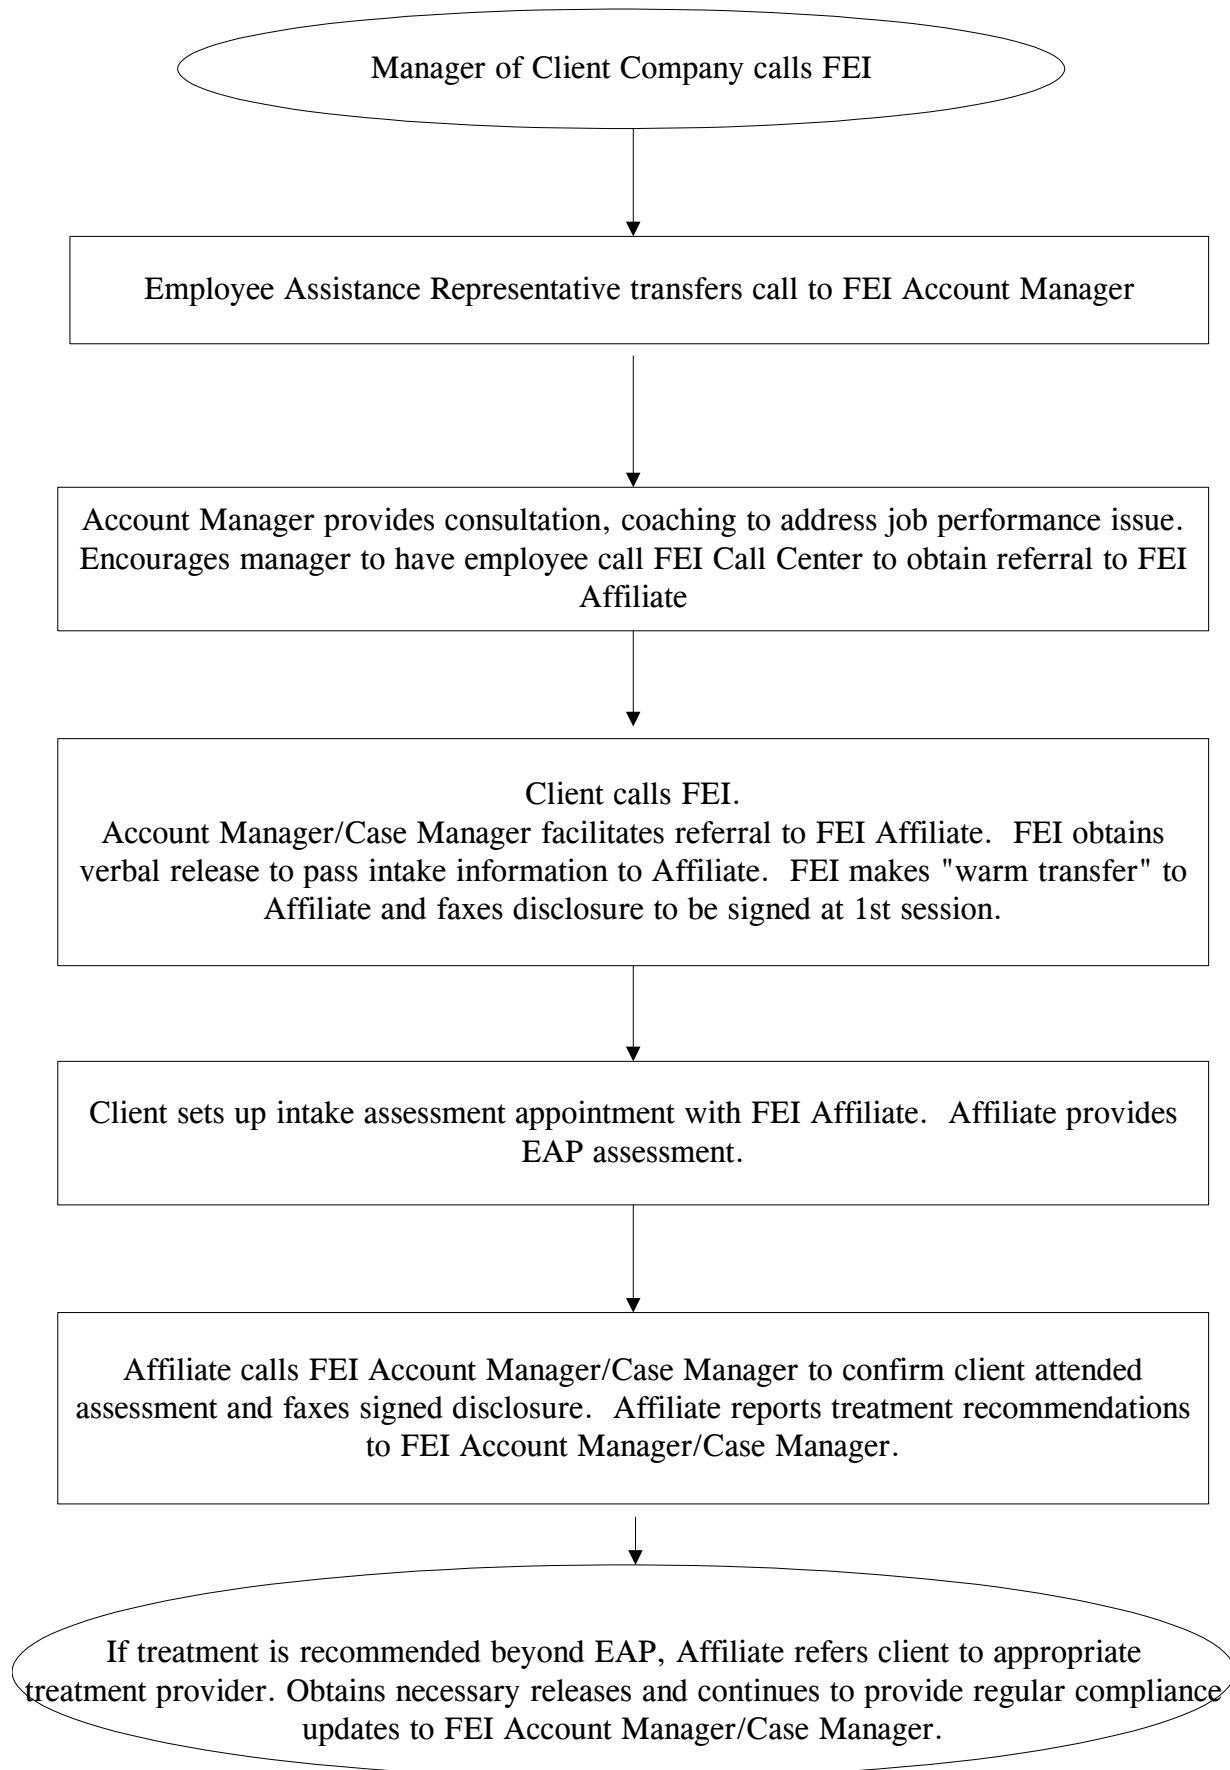 Manager of Client Company calls FEI
Employee Assistance Representative transfers call to FEI Account Manager
Account Manager provides consultation, coaching to address job performance issue.
Encourages manager to have employee call FEI Call Center to obtain referral to FEI
Affiliate
Client calls FEI.
Account Manager/Case Manager facilitates referral to FEI Affiliate.  FEI obtains
verbal release to pass intake information to Affiliate.  FEI makes "warm transfer" to
Affiliate and faxes disclosure to be signed at 1st session.
Client sets up intake assessment appointment with FEI Affiliate.  Affiliate provides
EAP assessment.
Affiliate calls FEI Account Manager/Case Manager to confirm client attended
assessment and faxes signed disclosure.  Affiliate reports treatment recommendations
to FEI Account Manager/Case Manager.
If treatment is recommended beyond EAP, Affiliate refers client to appropriate
treatment provider. Obtains necessary releases and continues to provide regular compliance
updates to FEI Account Manager/Case Manager.